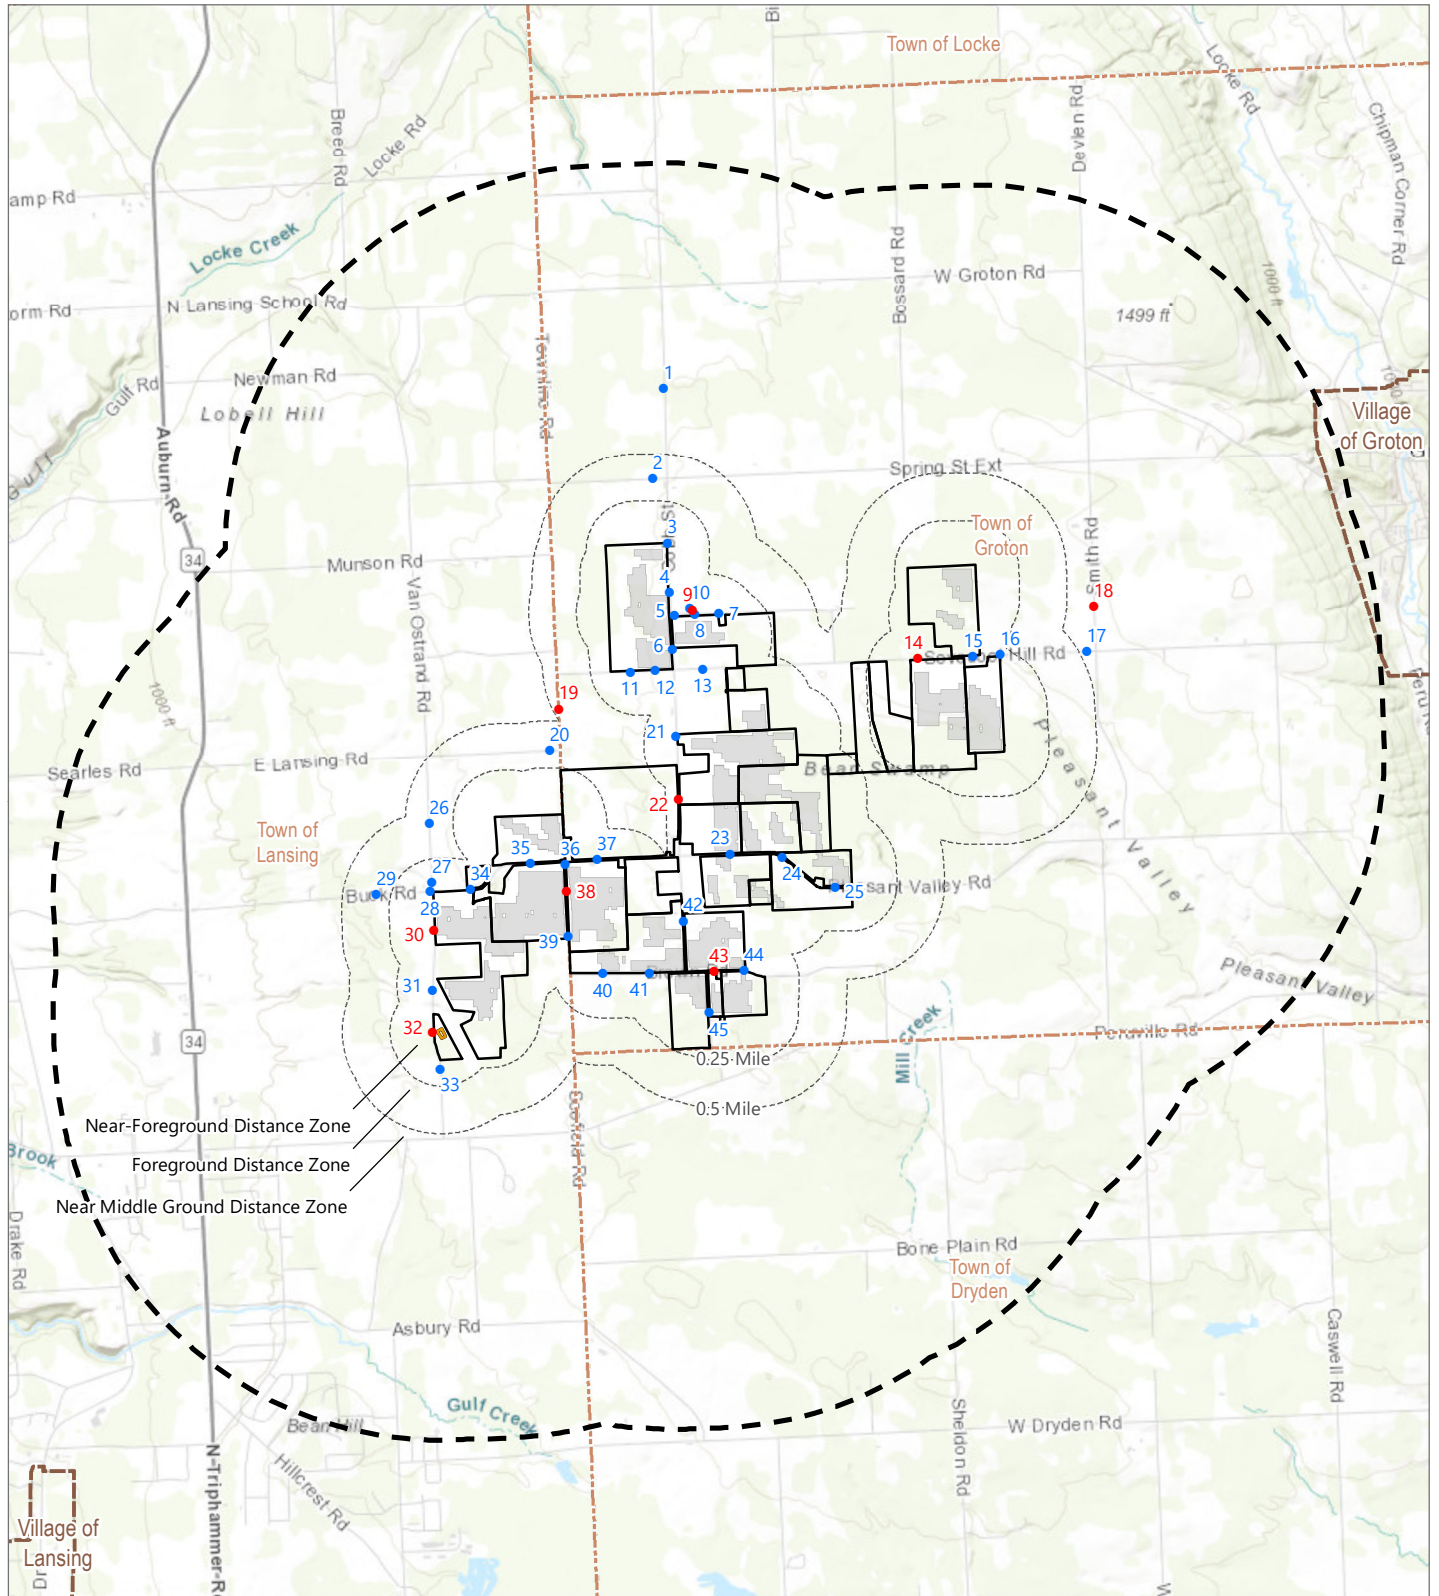 Town of Locke
Locke Rd
Chipman Corner Rd
Devlen Rd
Breed Rd
Locke Rd
amp Rd
Locke Creek
Bossard Rd
W Groton Rd
1000 ft
N Lansing School Rd
orm Rd
1499 ft
Townline Rd
Newman Rd
Gulf Rd
Lobell Hill
1
Village
of Groton
Auburn Rd
Gulf
2
Spring St Ext
3
Town of
Groton
Smith Rd
34
Munson Rd
Van Ostrand Rd
4
9
10
5
8
7
18
6
14
15
16
17
Hill Rd
11
12
13
1000 ft
19
20
21
Peru
Pleasant Valley
Searles Rd
E Lansing Rd
Bear Swamp
22
26
Town of
Lansing
23
24
25
Pleasant Valley Rd
35
36
37
27
29
34
Buck Rd
28
38
30
42
39
43
44
40
41
31
45
Pleasant Valley
32
34
33
Mill Creek
Peruville Rd
0.25 Mile
0.5 Mile
Near-Foreground Distance Zone
Foreground Distance Zone
Near Middle Ground Distance Zone
Brook
Scofield Rd
Drake Rd
Bone Plain Rd
Town of
Dryden
Asbury Rd
Caswell Rd
Gulf Creek
Bean Hill
Sheldon Rd
W Dryden Rd
N-Triphammer-R
Hillcrest Rd
Village of
Lansing